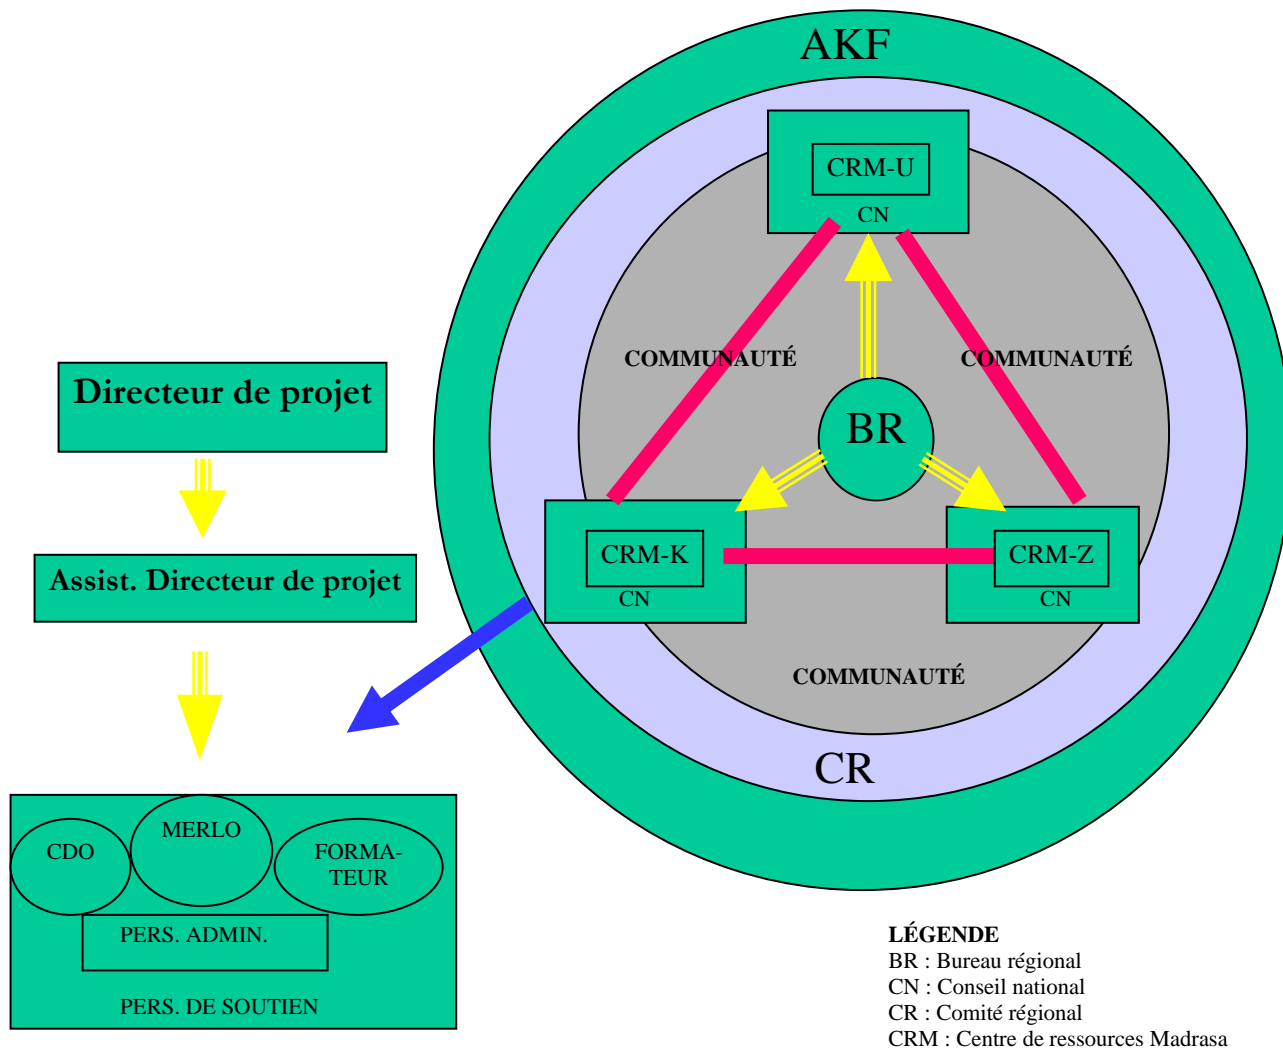 AKF
CRM-U
CN
COMMUNAUTÉ
COMMUNAUTÉ
Directeur de projet
BR
CRM-K
CN
CRM-Z
CN
Assist. Directeur de projet
COMMUNAUTÉ
CR
CDO
MERLO
FORMA-
TEUR
PERS. ADMIN.
PERS. DE SOUTIEN
LÉGENDE
BR : Bureau régional
CN : Conseil national
CR : Comité régional
CRM : Centre de ressources Madrasa